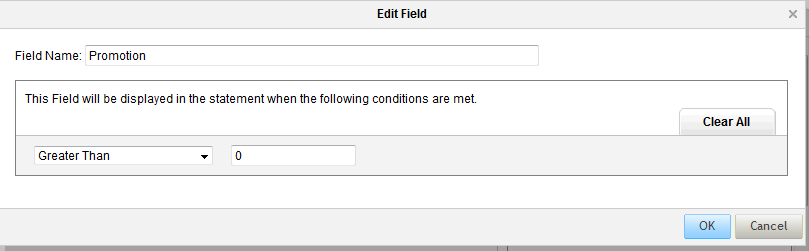 Edit Field
Field Name: Promotion
This Field will be displayed in the statement when the following conditions are met.
Clear All
Greater Than 0
OK Cancel